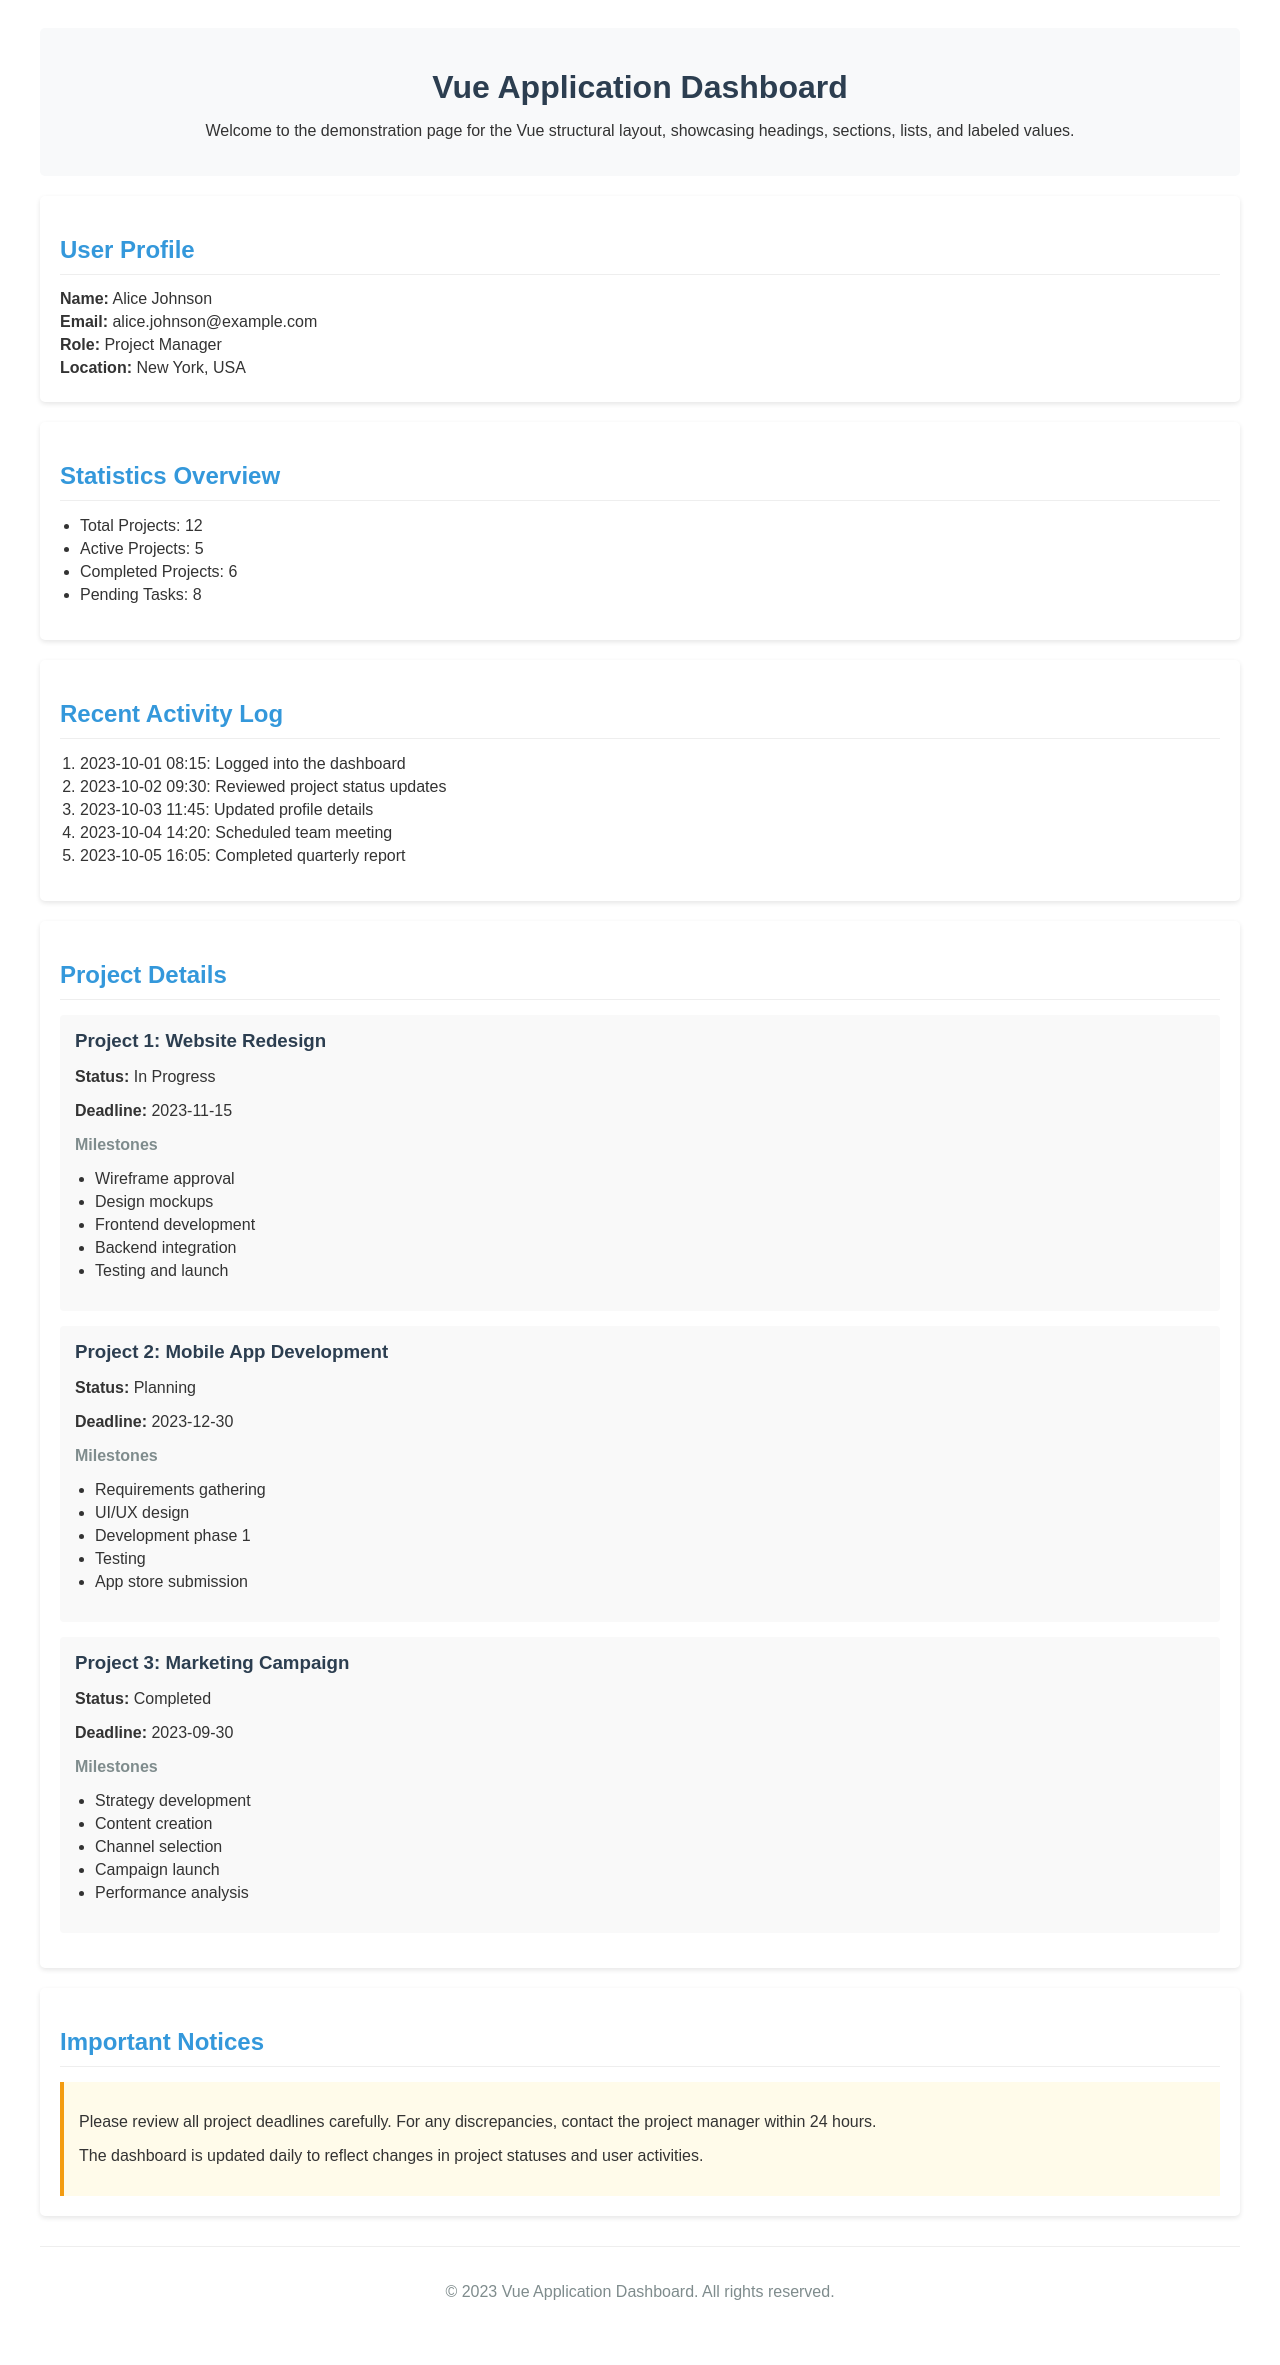 Vue Application Dashboard
Welcome to the demonstration page for the Vue structural layout, showcasing headings, sections, lists, and labeled values.
User Profile
Name: Alice Johnson
Email: alice.johnson@example.com
Role: Project Manager
Location: New York, USA
Statistics Overview
• Total Projects: 12
• Active Projects: 5
• Completed Projects: 6
• Pending Tasks: 8
Recent Activity Log
1. 2023-10-01 08:15: Logged into the dashboard
2. 2023-10-02 09:30: Reviewed project status updates
3. 2023-10-03 11:45: Updated profile details
4. 2023-10-04 14:20: Scheduled team meeting
5. 2023-10-05 16:05: Completed quarterly report
Project Details
Project 1: Website Redesign
Status: In Progress
Deadline: 2023-11-15
Milestones
• Wireframe approval
• Design mockups
• Frontend development
• Backend integration
• Testing and launch
Project 2: Mobile App Development
Status: Planning
Deadline: 2023-12-30
Milestones
• Requirements gathering
• UI/UX design
• Development phase 1
• Testing
• App store submission
Project 3: Marketing Campaign
Status: Completed
Deadline: 2023-09-30
Milestones
• Strategy development
• Content creation
• Channel selection
• Campaign launch
• Performance analysis
Important Notices
Please review all project deadlines carefully. For any discrepancies, contact the project manager within 24 hours.
The dashboard is updated daily to reflect changes in project statuses and user activities.
© 2023 Vue Application Dashboard. All rights reserved.